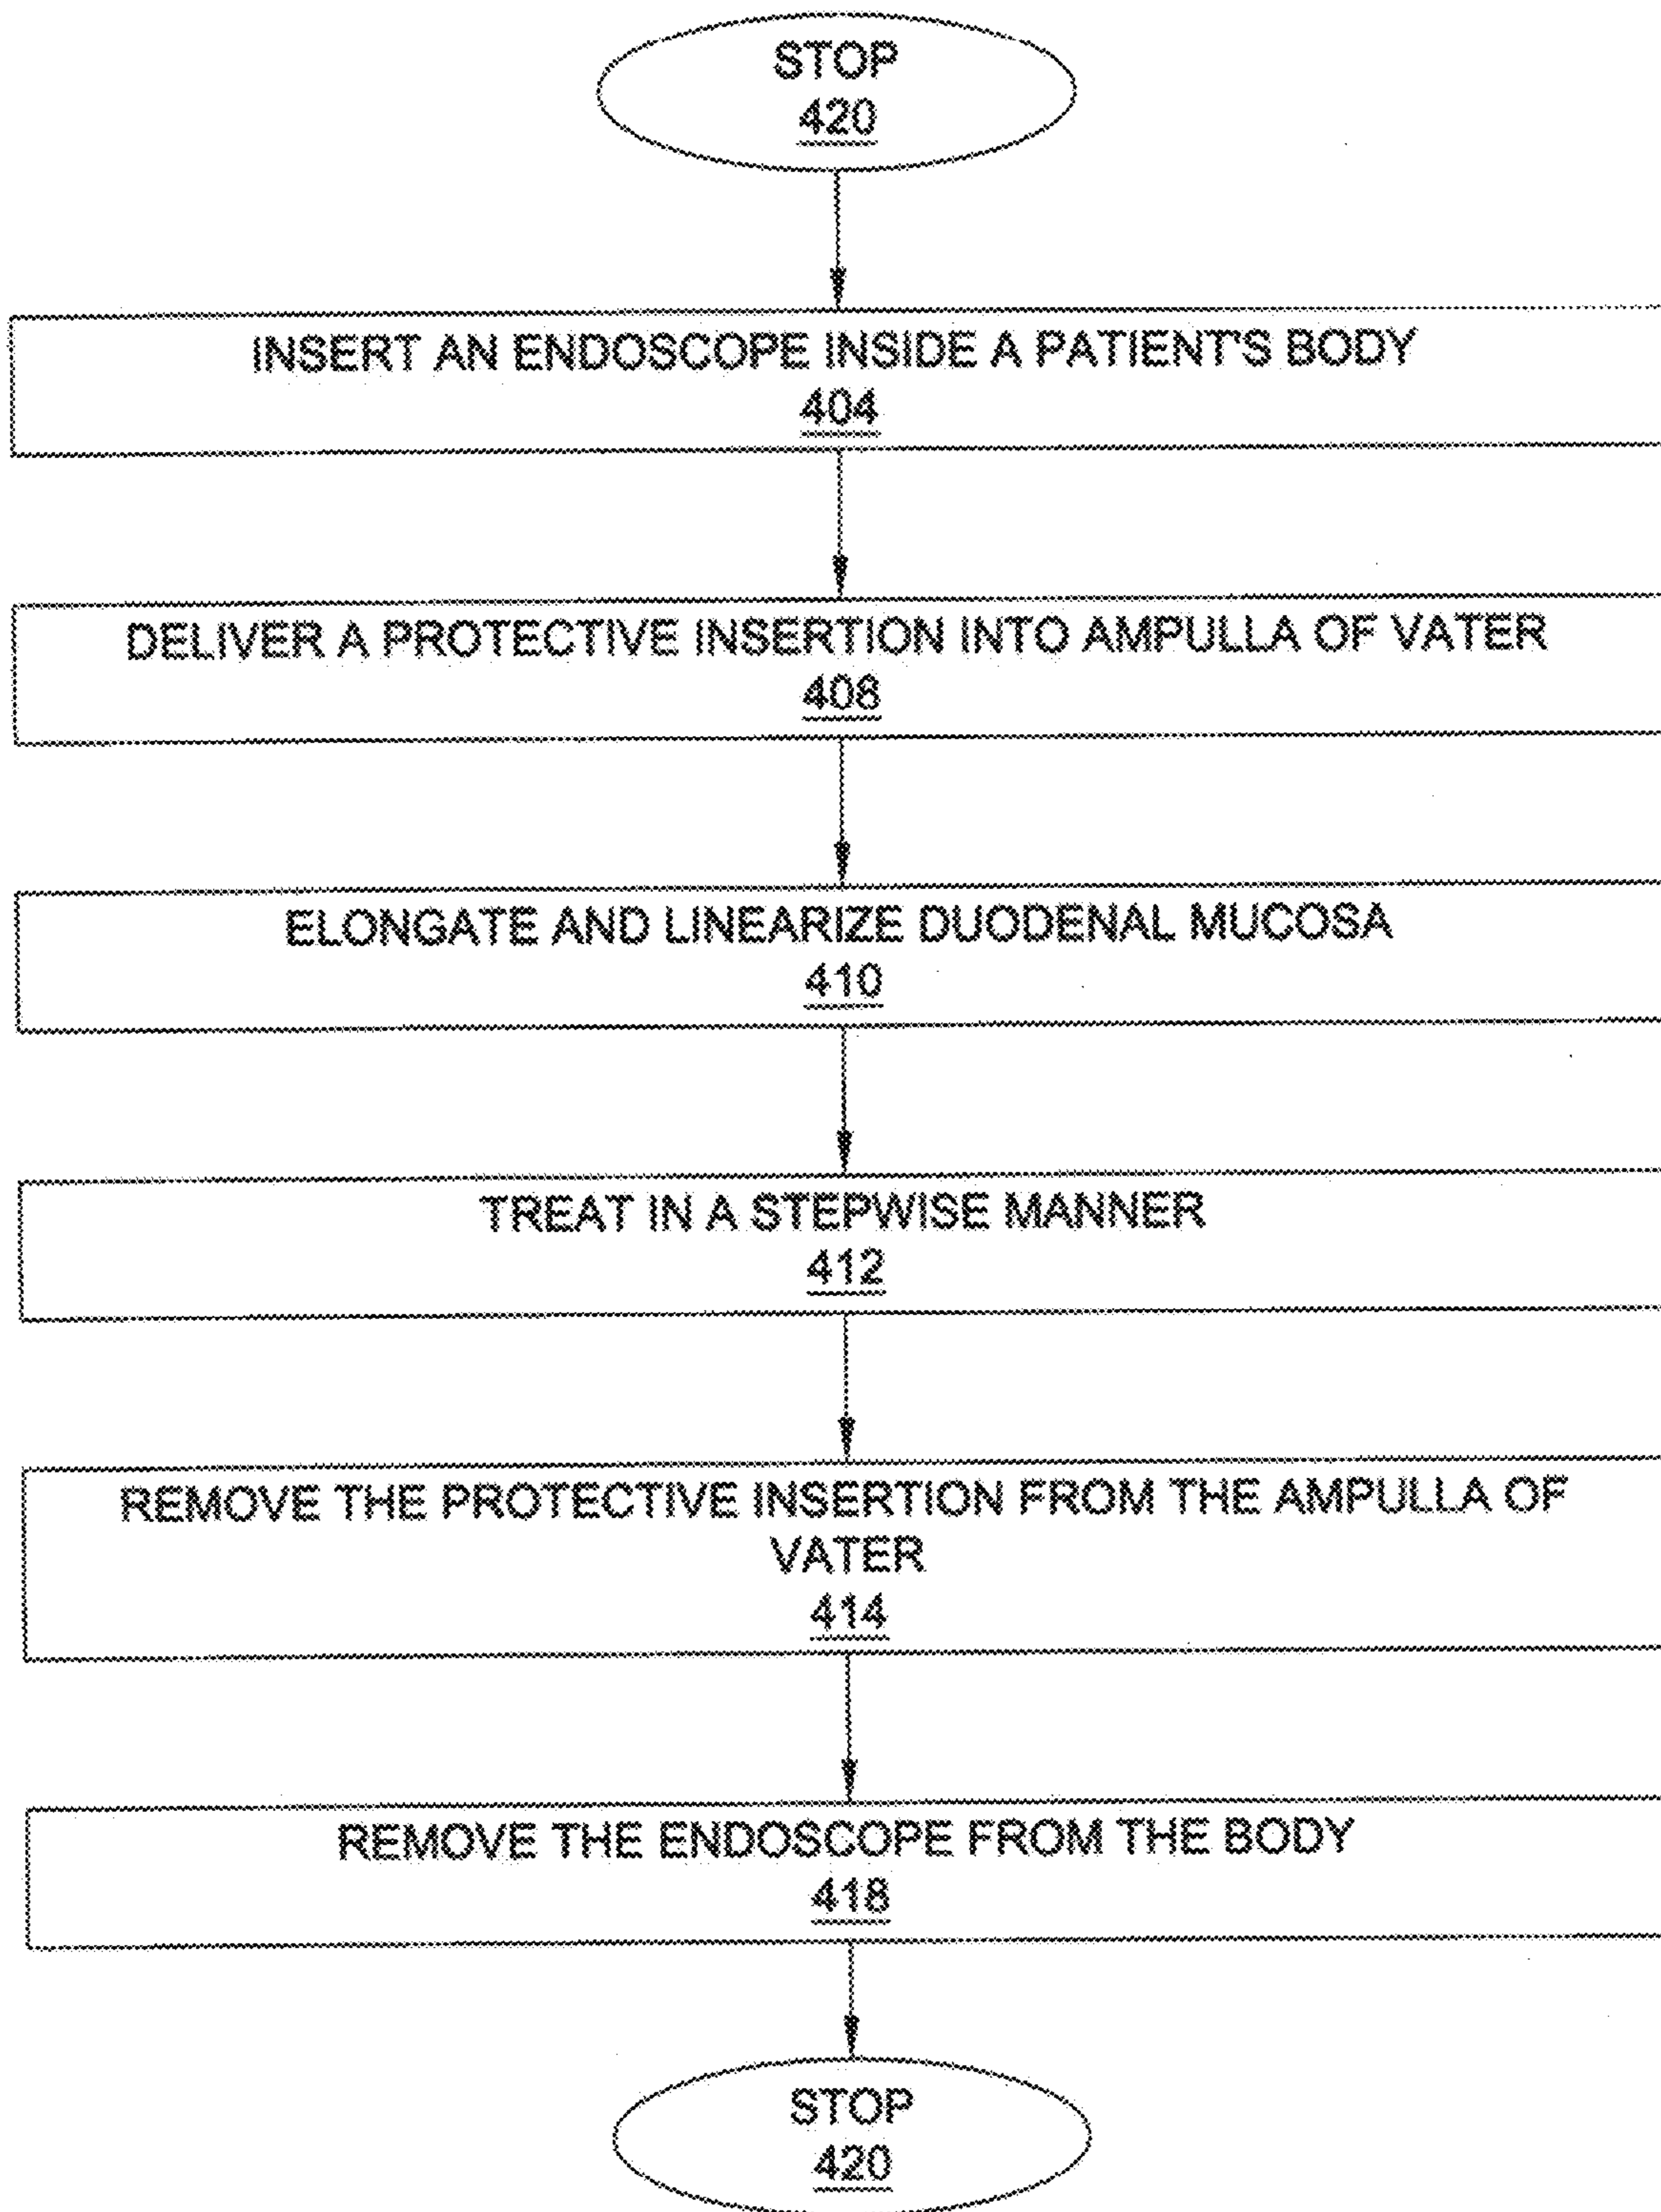 STOP
420
INSERT AN ENDOSCOPE INSIDE A PATIENT'S BODY
404
DELIVER A PROTECTIVE INSERTION INTO AMPULLA OF VATER
408
ELONGATE AND LINEARIZE DUODENAL MUCOSA
410
TREAT IN A STEPWISE MANNER
412
REMOVE THE PROTECTIVE INSERTION FROM THE AMPULLA OF
VATER
414
REMOVE THE ENDOSCOPE FROM THE BODY
418
STOP
420